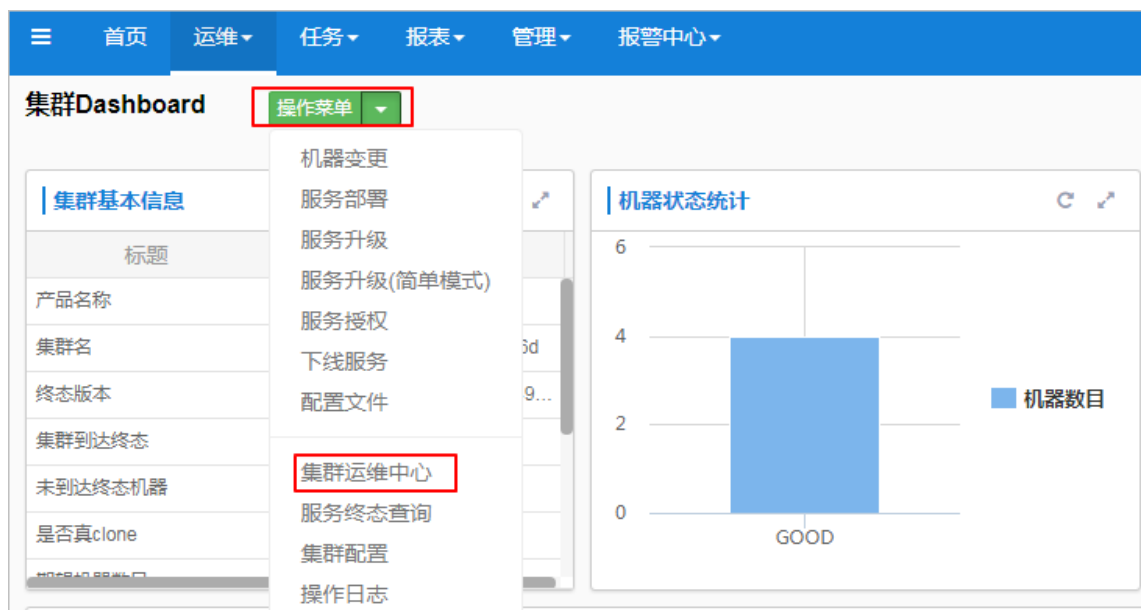 首页 运维 任务 报表 管理 报警中心
集群Dashboard 操作菜单
机器变更
服务部署
服务升级
服务升级(简单模式)
服务授权
下线服务
配置文件
集群运维中心
服务终态查询
集群配置
操作日志
集群基本信息
标题
产品名称
集群名 6d
终态版本 9...
集群到达终态
未到达终态机器
是否真clone
机器状态统计
6
4
2
0
GOOD
机器数目